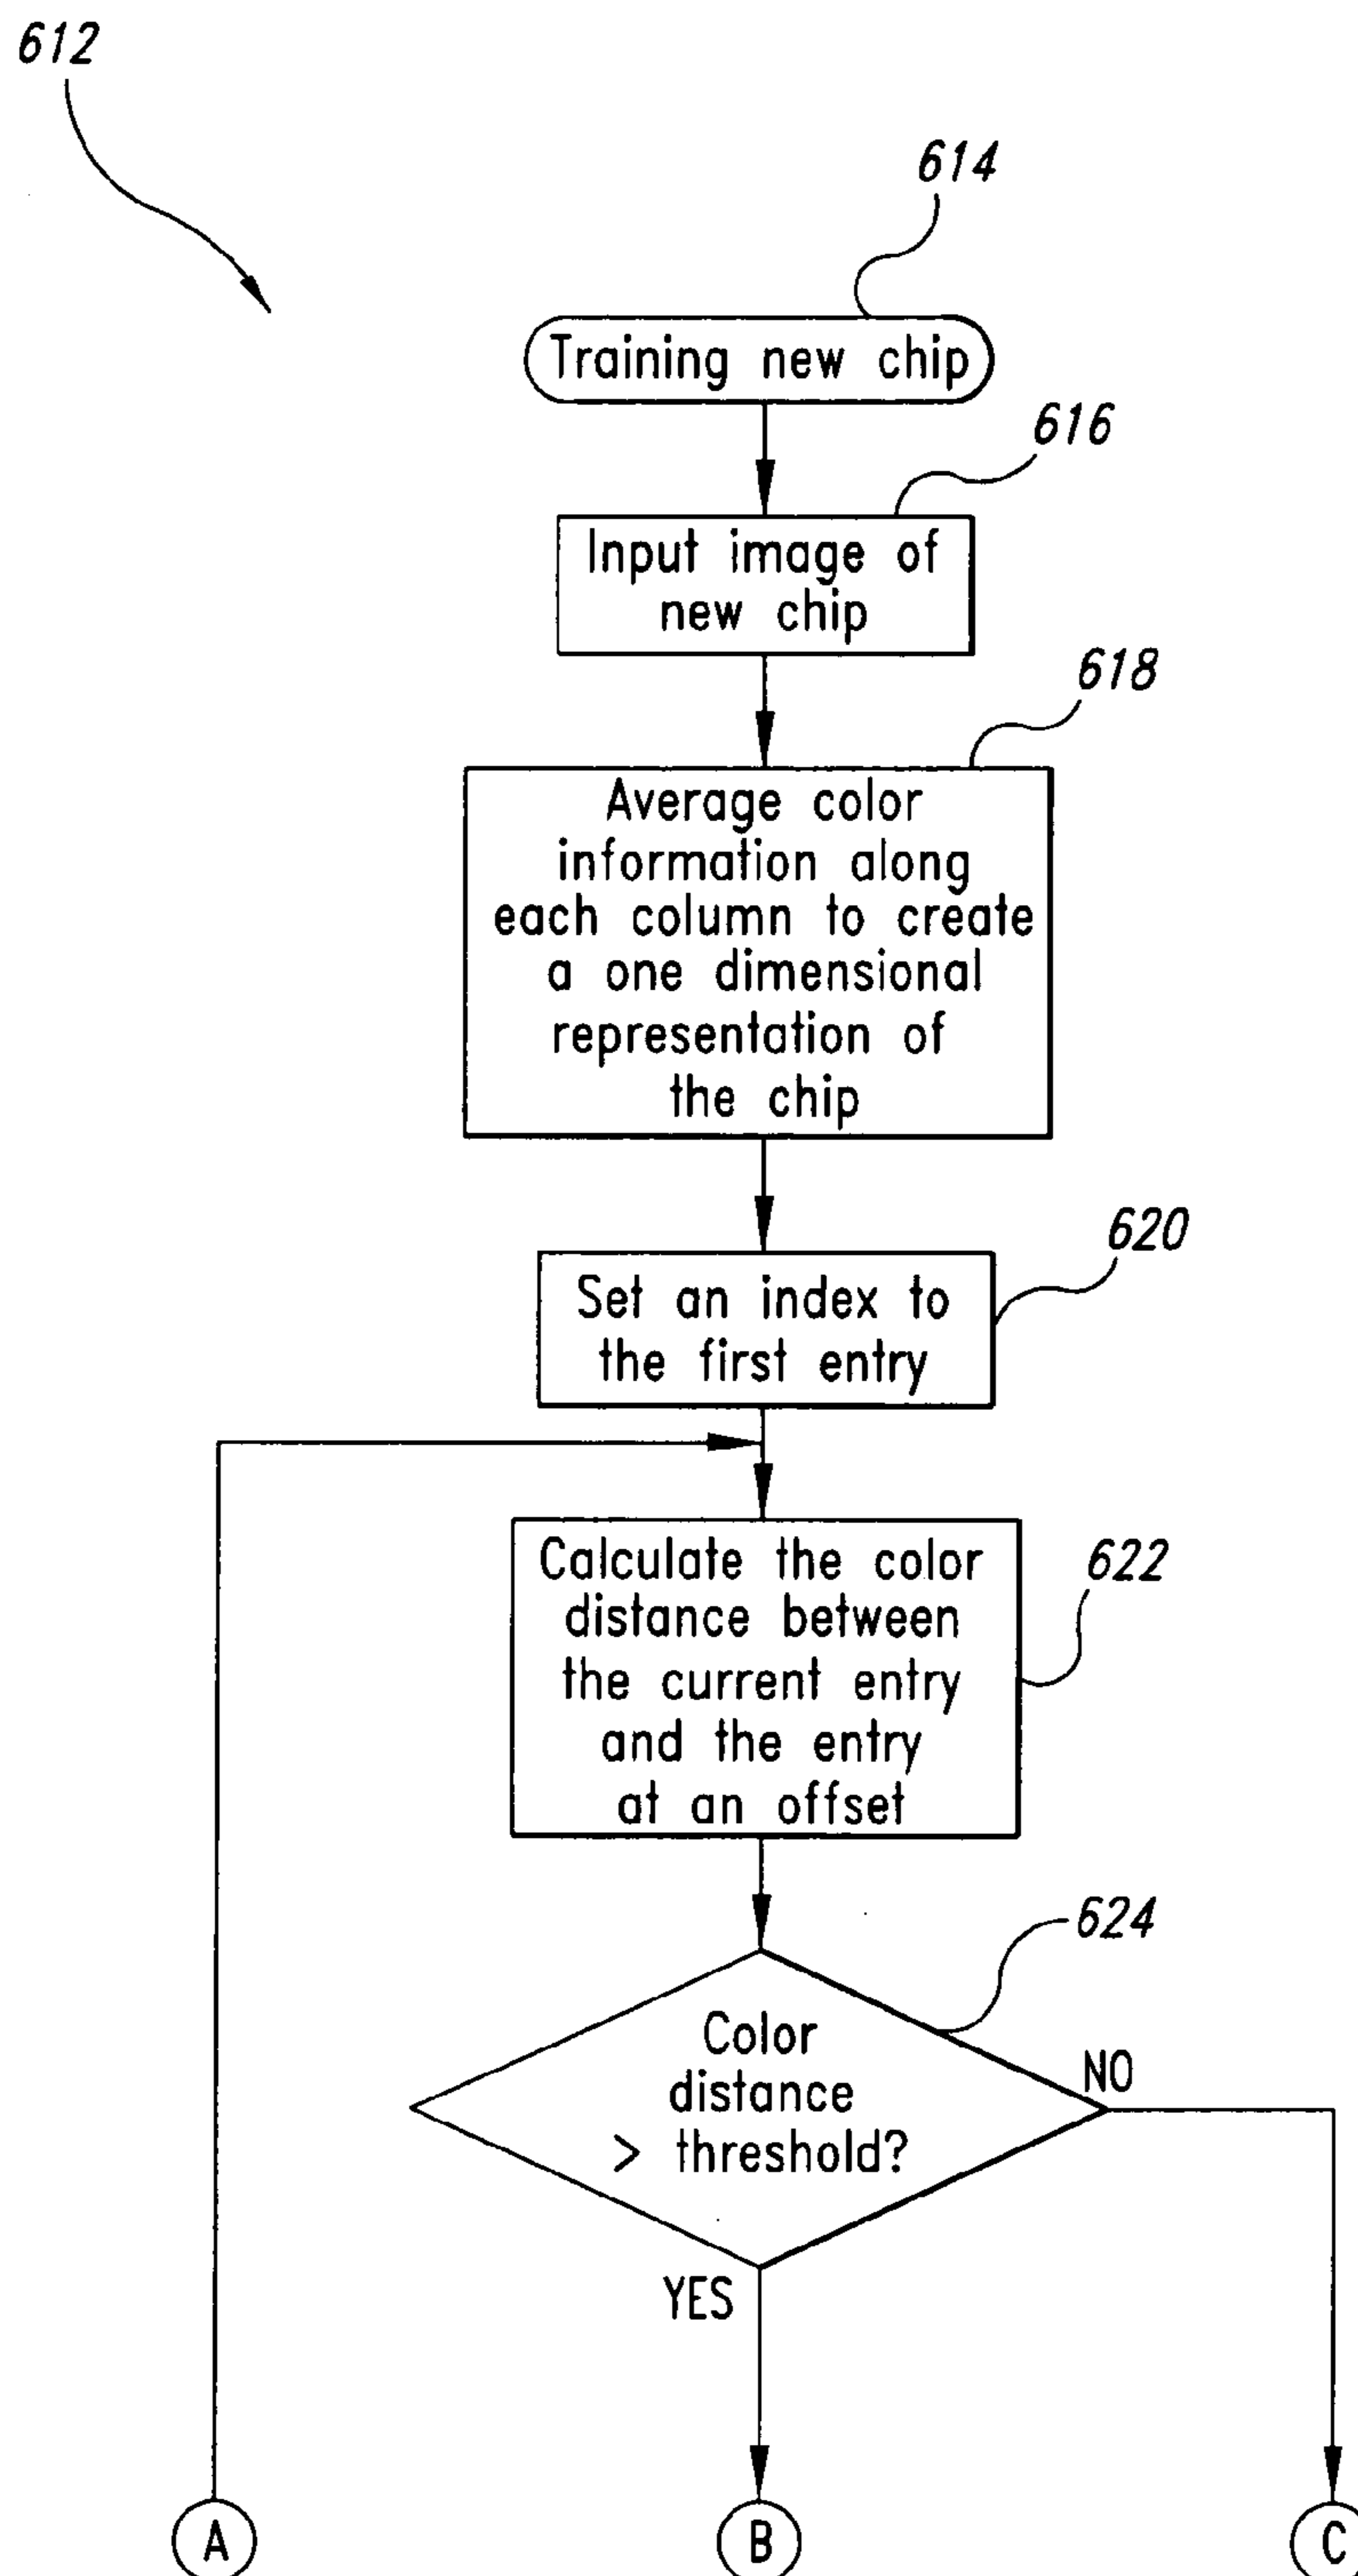 612
614
Training new chip
616
Input image of
new chip
618
Average color
information along
each column to create
a one dimensional
representation of
the chip
620
Set an index to
the first entry
Calculate the color
distance between
the current entry
and the entry
at an offset
622
624
Color
distance
> threshold?
NO
YES
A
B
C